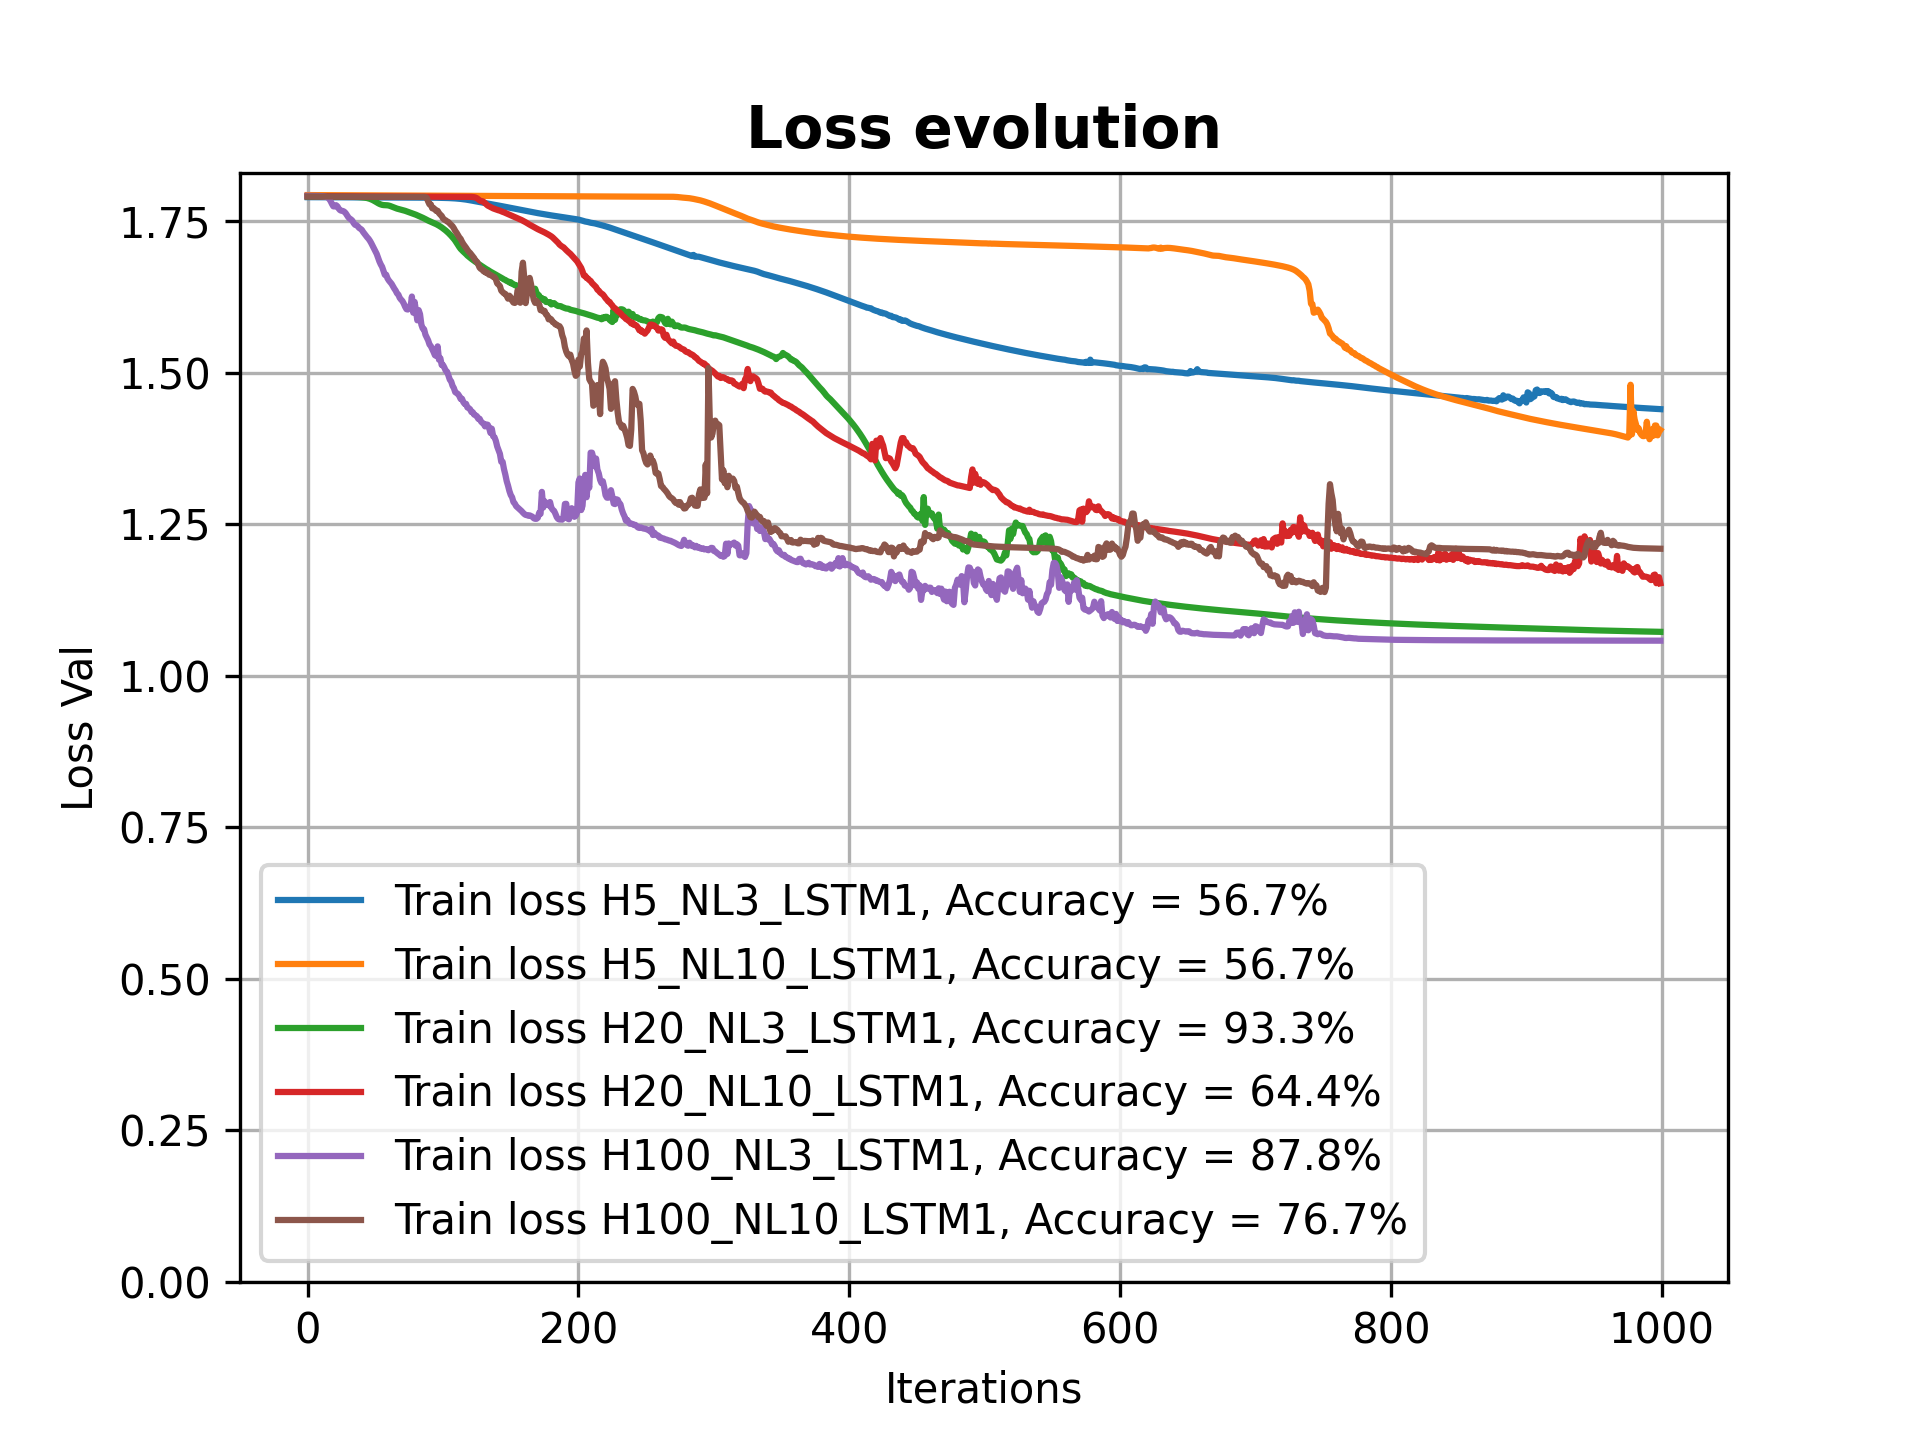 Loss evolution
1.75
1.50
1.25
1.00
0.75
0.50
0.25
0.00
Loss Val
Train loss H5_NL3_LSTM1, Accuracy = 56.7%
Train loss H5_NL10_LSTM1, Accuracy = 56.7%
Train loss H20_NL3_LSTM1, Accuracy = 93.3%
Train loss H20_NL10_LSTM1, Accuracy = 64.4%
Train loss H100_NL3_LSTM1, Accuracy = 87.8%
Train loss H100_NL10_LSTM1, Accuracy = 76.7%
0 200 400 600 800 1000
Iterations